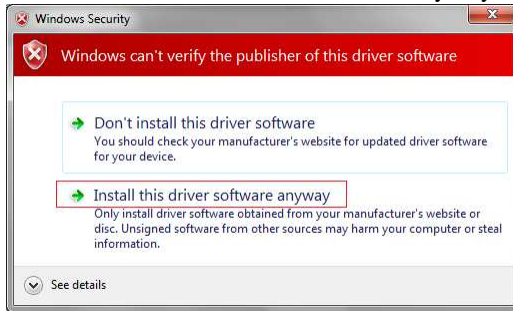 Windows Security
Windows can't verify the publisher of this driver software
Don't install this driver software
You should check your manufacturer's website for updated driver software
for your device.
Install this driver software anyway
Only install driver software obtained from your manufacturer's website or
disc. Unsigned software from other sources may harm your computer or steal
information.
See details